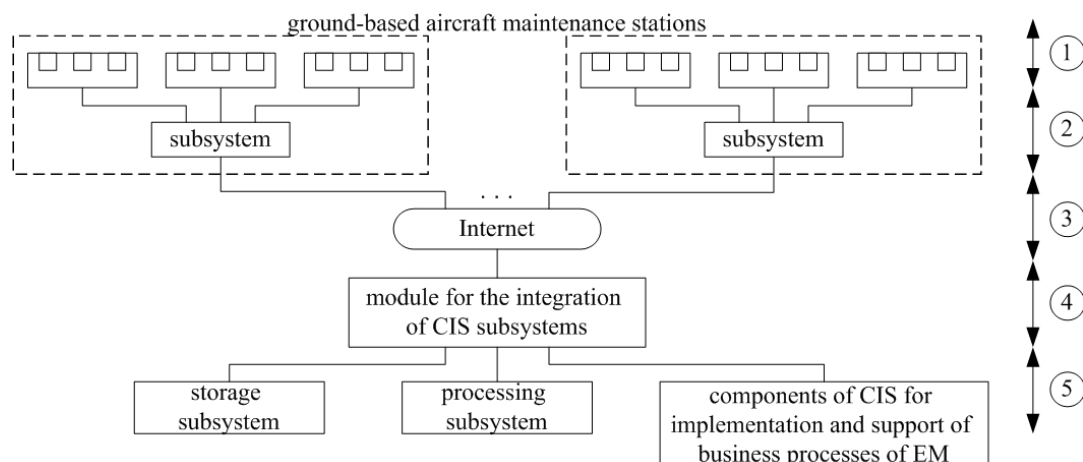 ground-based aircraft maintenance stations
1
subsystem
subsystem
2
. . .
Internet
3
module for the integration
of CIS subsystems
4
storage
subsystem
processing
subsystem
components of CIS for
implementation and support of
business processes of EM
5